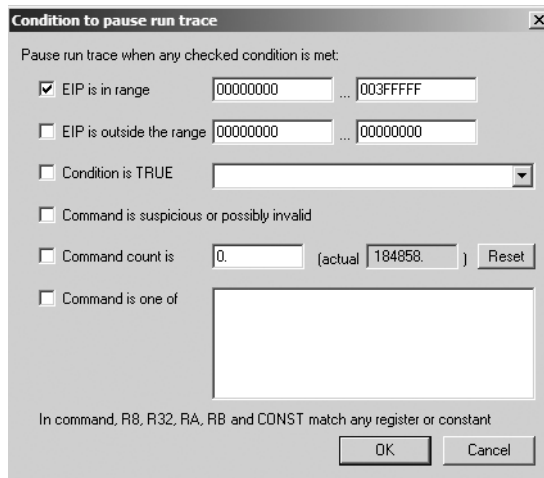 Condition to pause run trace
Pause run trace when any checked condition is met:
EIP is in range 00000000 ... 003FFFFF
EIP is outside the range 00000000 ... 00000000
Condition is TRUE
Command is suspicious or possibly invalid
Command count is 0. (actual 184858. ) Reset
Command is one of
In command, R8, R32, RA, RB and CONST match any register or constant
OK Cancel